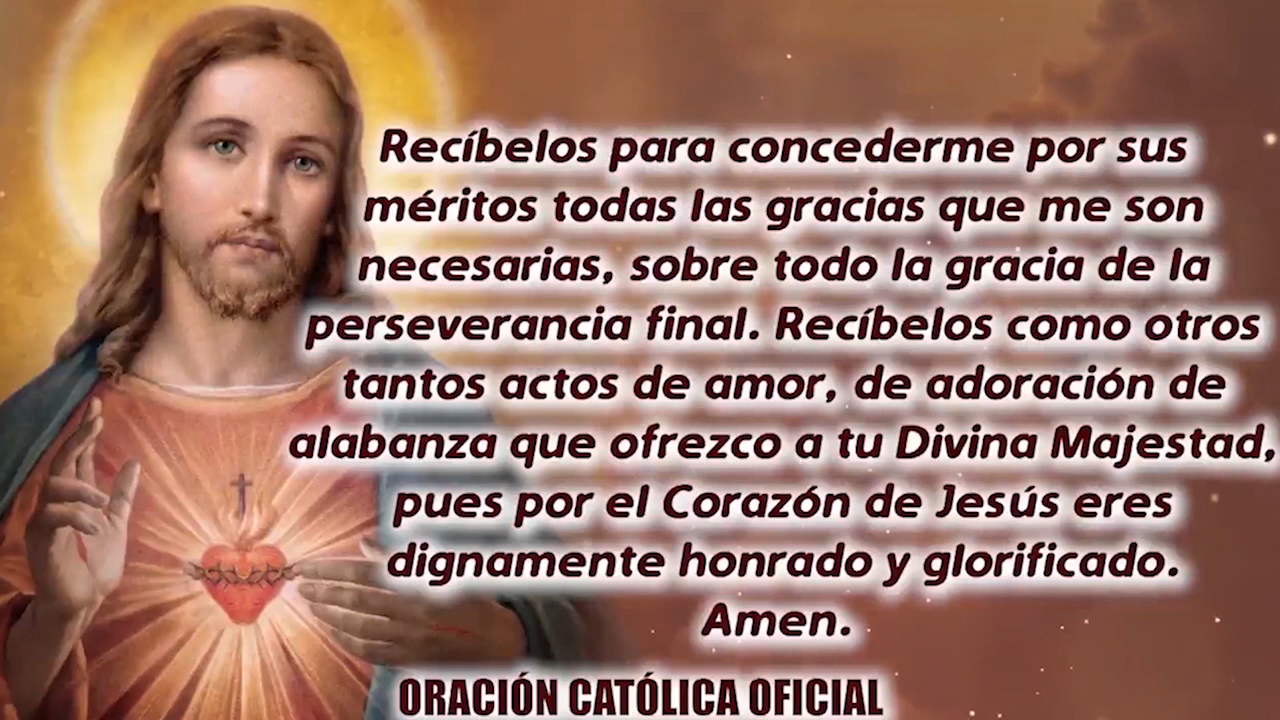 Recíbelos para concederme por sus
méritos todas las gracias que me son
necesarias, sobre todo la gracia de la
perseverancia final. Recíbelos como otros
tantos actos de amor, de adoración de
alabanza que ofrezco a tu Divina Majestad,
pues por el Corazón de Jesús eres
dignamente honrado y glorificado.
Amen.
ORACIÓN CATÓLICA OFICIAL